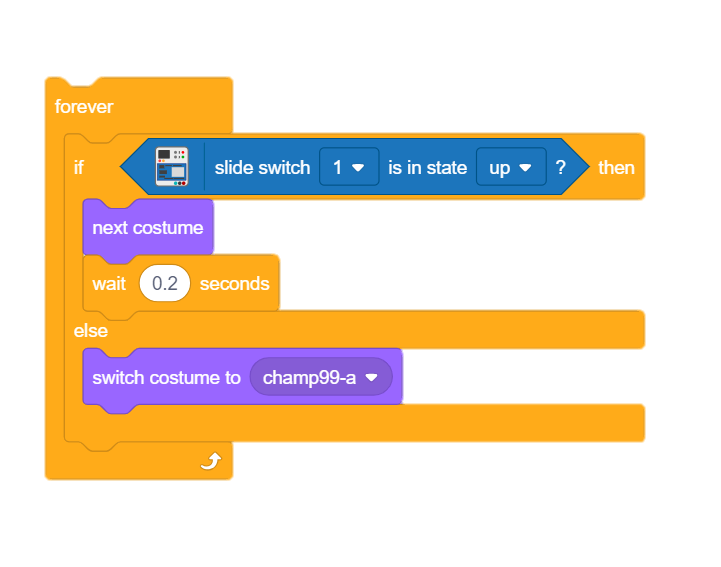 forever
if slide switch 1 is in state up ? then
next costume
wait 0.2 seconds
else
switch costume to champ99-a